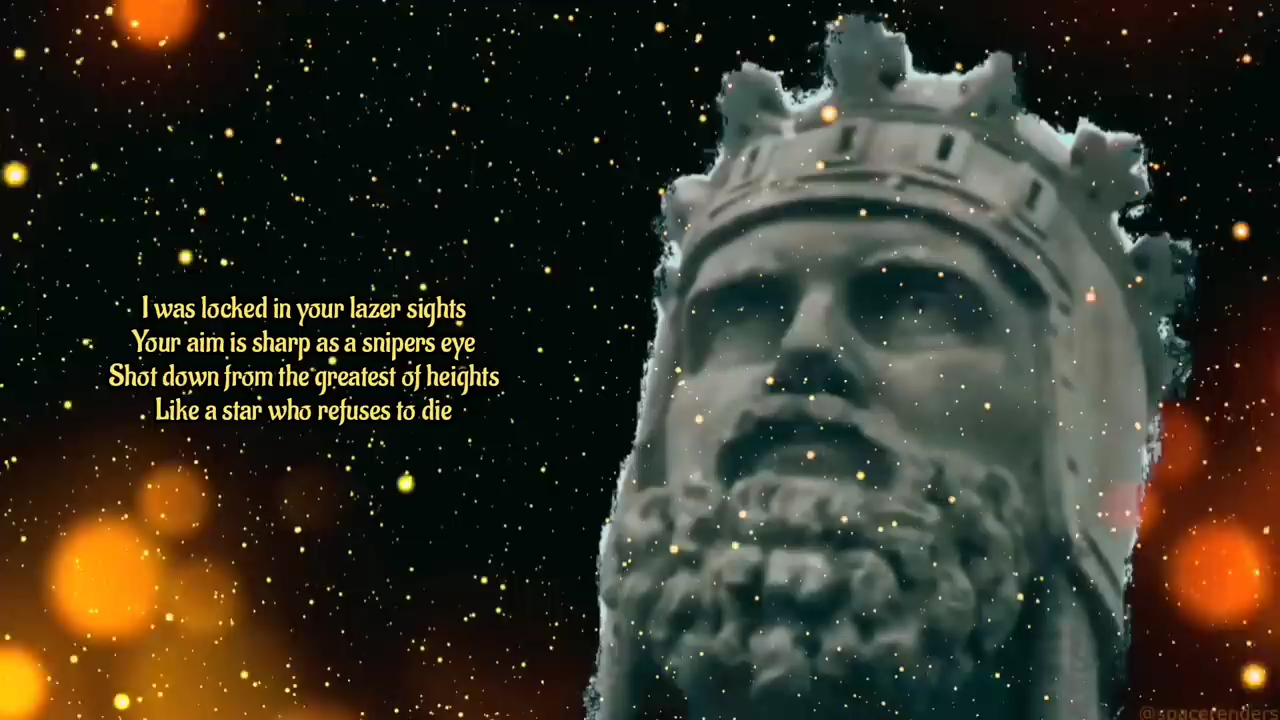 I was locked in your lazer sights
Your aim is sharp as a snipers eye
Shot down from the greatest of heights
Like a star who refuses to die
@spacerenders